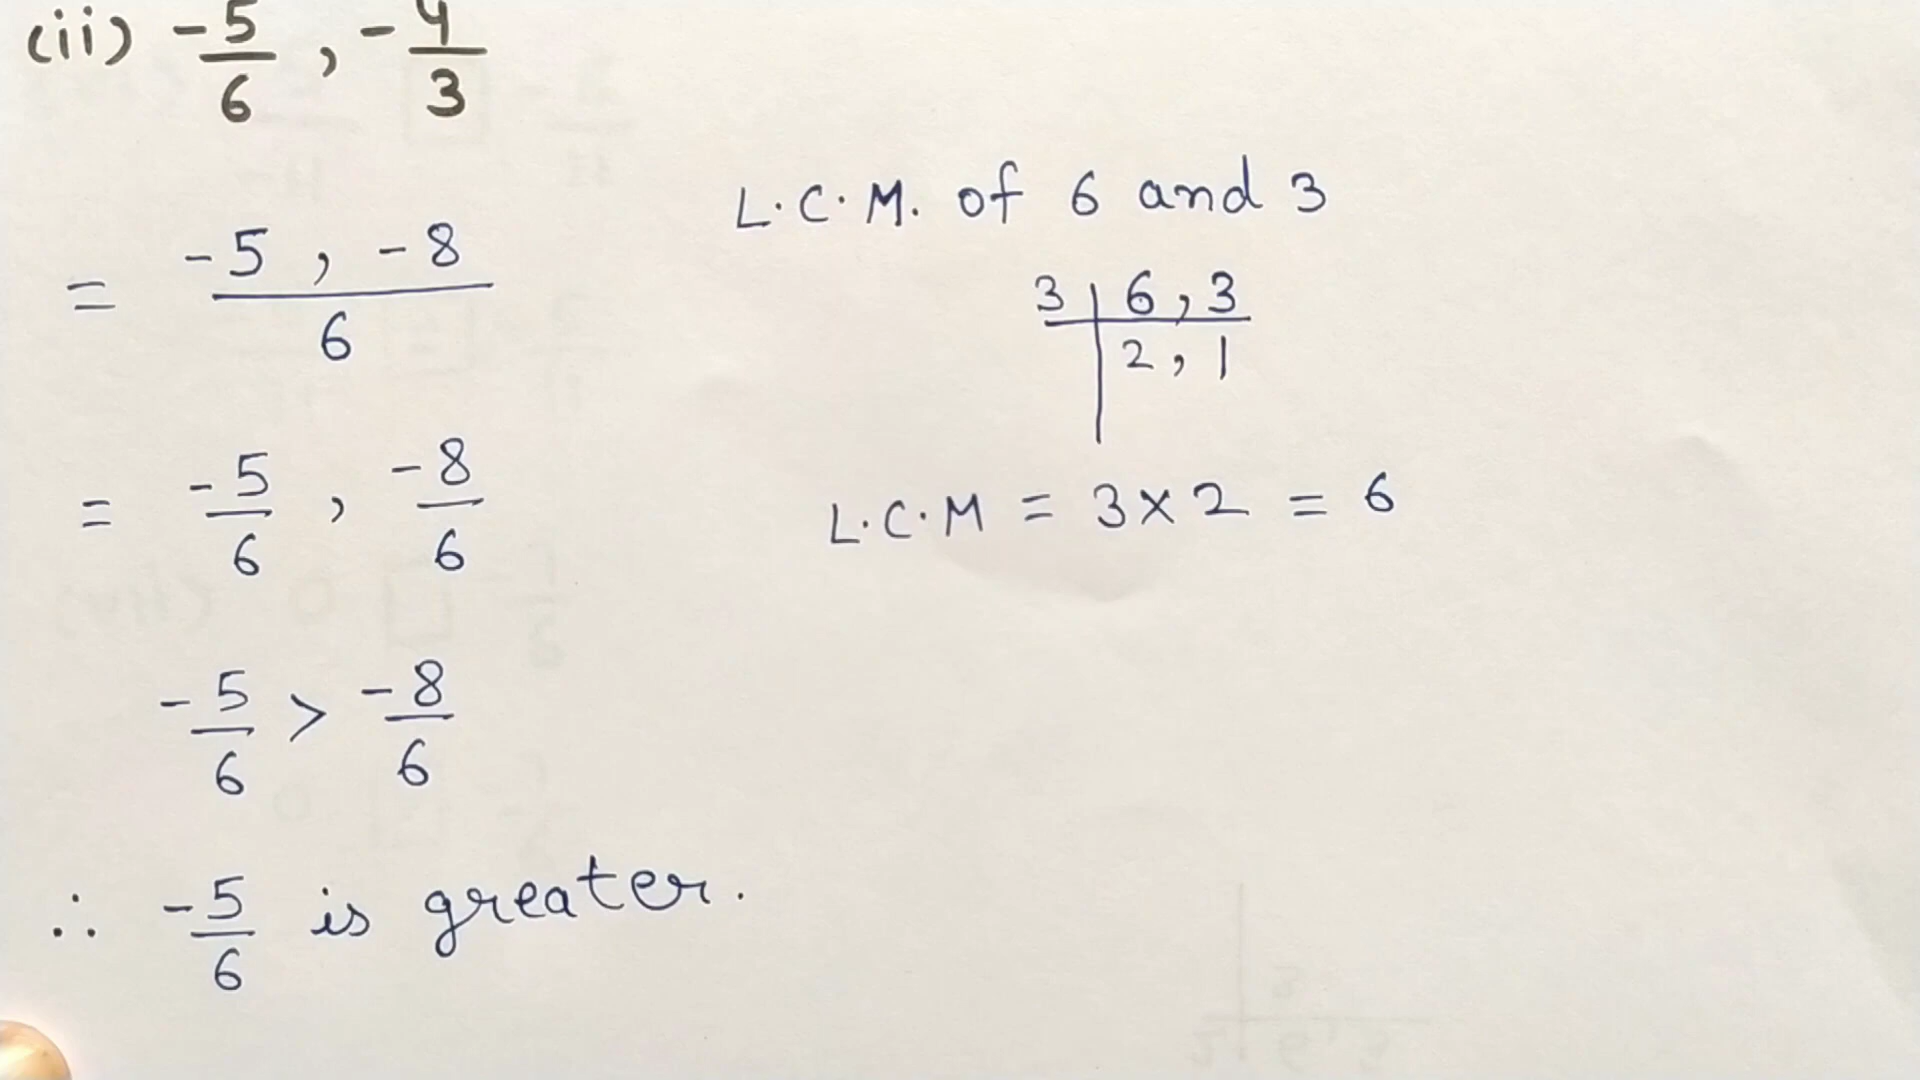 (ii) -5/6 , -4/3
= -5 , -8 / 6
= -5/6 , -8/6
-5/6 > -8/6
∴ -5/6 is greater.
L.C.M. of 6 and 3
3 | 6 , 3
2 , 1
L.C.M = 3 × 2 = 6